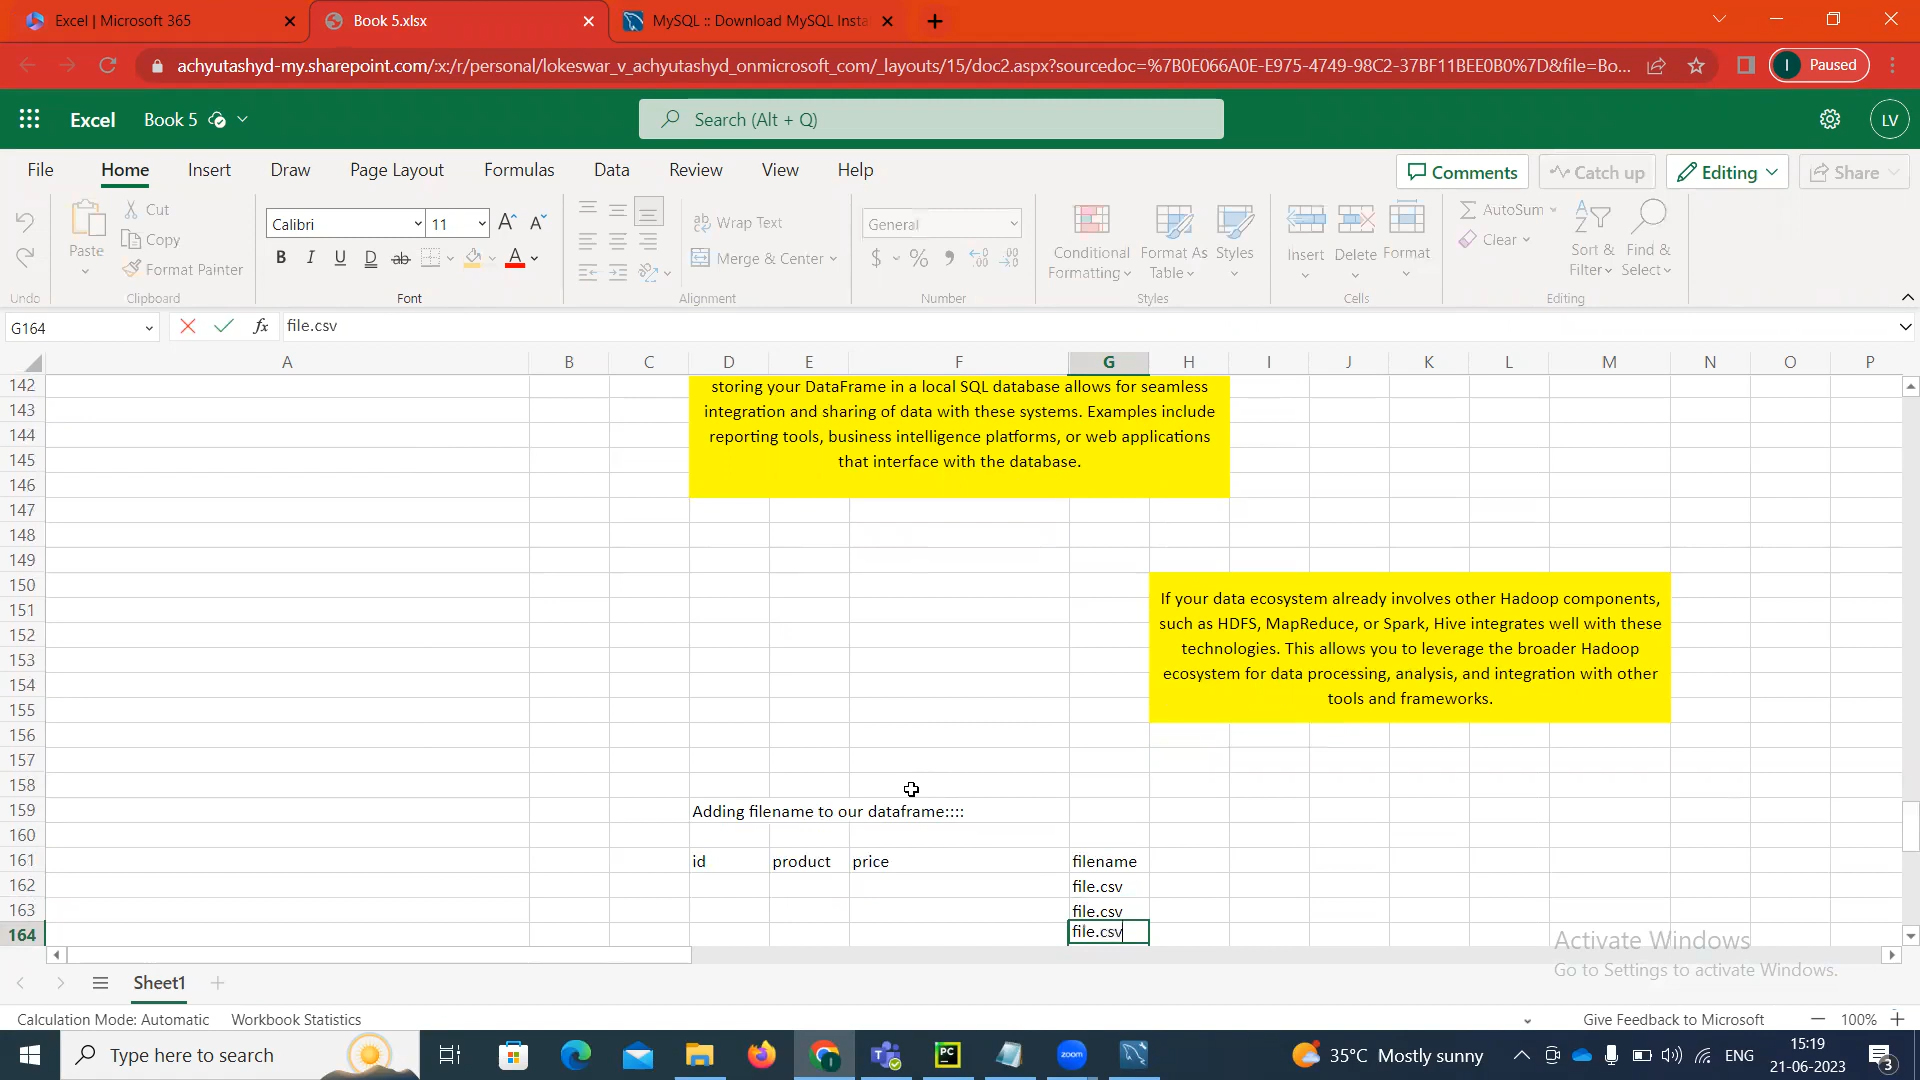 Excel | Microsoft 365
Book 5.xlsx
MySQL :: Download MySQL Insta
achyutashyd-my.sharepoint.com/:x:/r/personal/lokeswar_v_achyutashyd_onmicrosoft_com/_layouts/15/doc2.aspx?sourcedoc=%7B0E066A0E-E975-4749-98C2-37BF11BEE0B0%7D&file=Bo...
I Paused
Excel Book 5
Search (Alt + Q)
LV
File Home Insert Draw Page Layout Formulas Data Review View Help
Comments Catch up Editing Share
Cut
Copy
Format Painter
Paste
Undo
Clipboard
Calibri 11
B I U D ab A
Font
ab Wrap Text
Merge & Center
Alignment
General
$ % 9
Number
Conditional Formatting
Format As Table
Styles
Styles
Insert Delete Format
Cells
AutoSum
Clear
Sort & Filter
Find & Select
Editing
G164 fx file.csv
A B C D E F G H I J K L M N O P
142 storing your DataFrame in a local SQL database allows for seamless
143 integration and sharing of data with these systems. Examples include
144 reporting tools, business intelligence platforms, or web applications
145 that interface with the database.
146
147
148
149
150 If your data ecosystem already involves other Hadoop components,
151 such as HDFS, MapReduce, or Spark, Hive integrates well with these
152 technologies. This allows you to leverage the broader Hadoop
153 ecosystem for data processing, analysis, and integration with other
154 tools and frameworks.
155
156
157
158
159 Adding filename to our dataframe::::
160
161 id product price filename
162 file.csv
163 file.csv
164 file.csv
Activate Windows
Go to Settings to activate Windows.
Sheet1
Calculation Mode: Automatic Workbook Statistics
Give Feedback to Microsoft 100%
Type here to search
PC
zoom
35°C Mostly sunny
ENG
15:19
21-06-2023
3